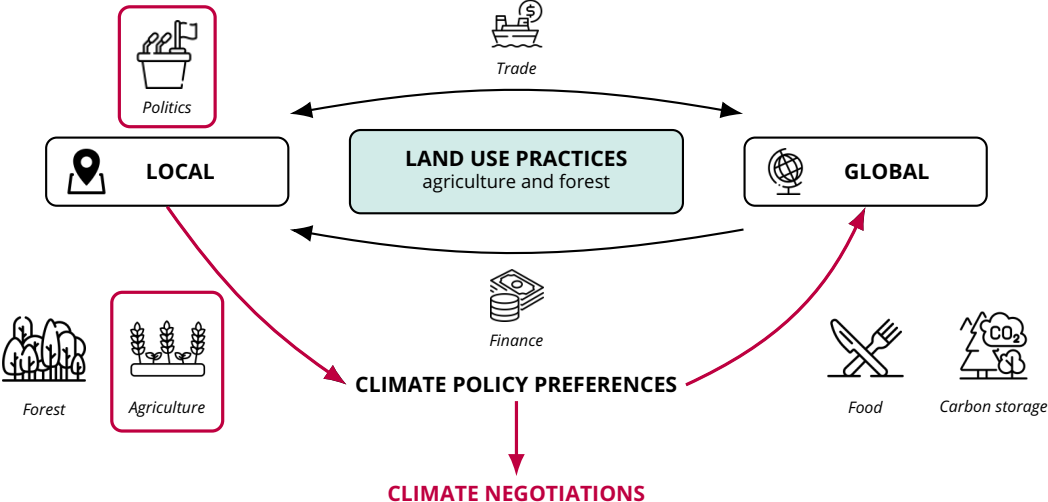 Trade
Politics
LOCAL
LAND USE PRACTICES
agriculture and forest
GLOBAL
Finance
CO2
CLIMATE POLICY PREFERENCES
Forest
Agriculture
Food
Carbon storage
CLIMATE NEGOTIATIONS